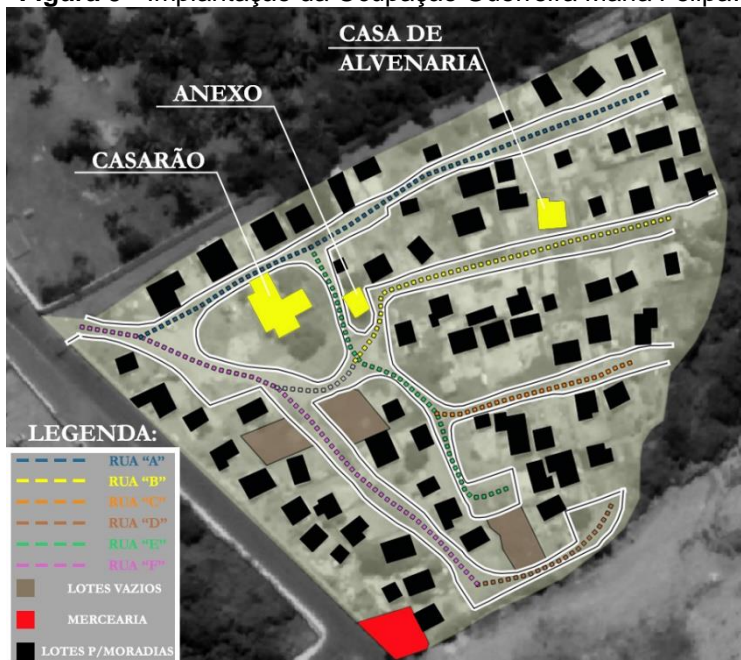 CASA DE
ALVENARIA
ANEXO
CASARÃO
LEGENDA:
RUA "A"
RUA "B"
RUA "C"
RUA "D"
RUA "E"
RUA "F"
LOTES VAZIOS
MERCEARIA
LOTES P/MORADIAS